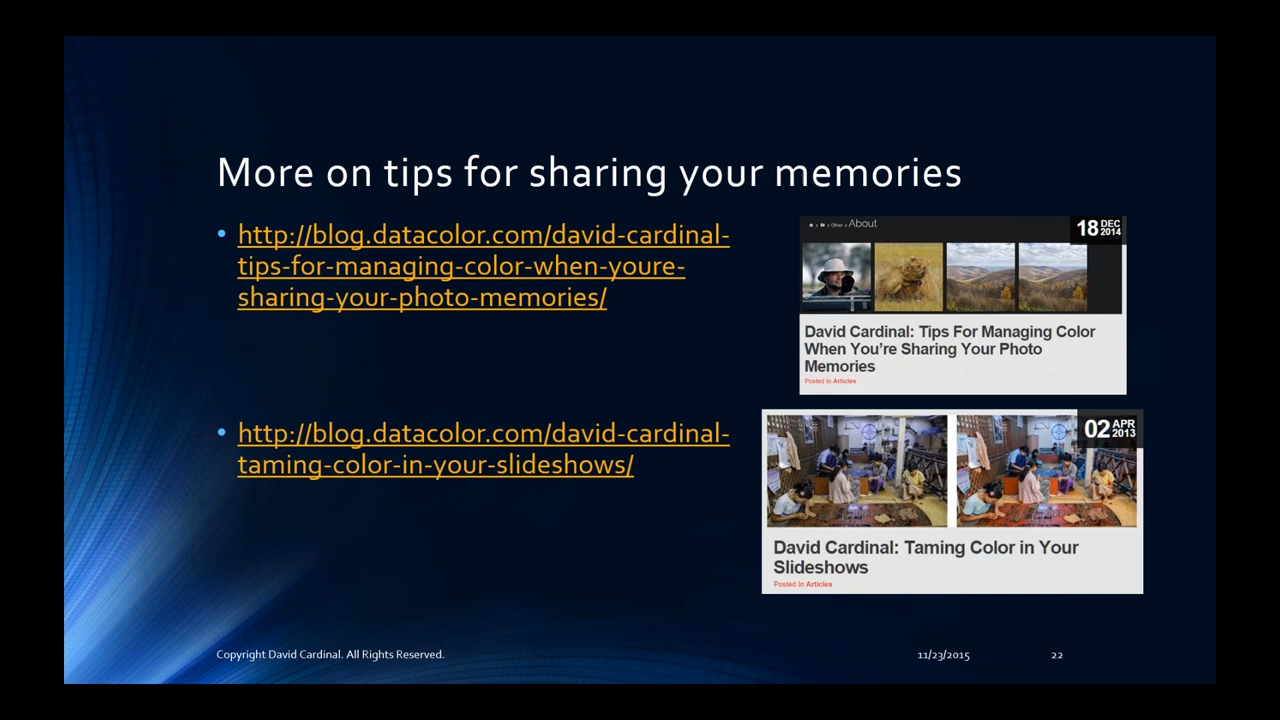 More on tips for sharing your memories
• http://blog.datacolor.com/david-cardinal-
tips-for-managing-color-when-youre-
sharing-your-photo-memories/
• http://blog.datacolor.com/david-cardinal-
taming-color-in-your-slideshows/
› › Other › About
18 DEC 2014
David Cardinal: Tips For Managing Color
When You're Sharing Your Photo
Memories
Posted In Articles
02 APR 2013
David Cardinal: Taming Color in Your
Slideshows
Posted In Articles
Copyright David Cardinal. All Rights Reserved.
11/23/2015
22